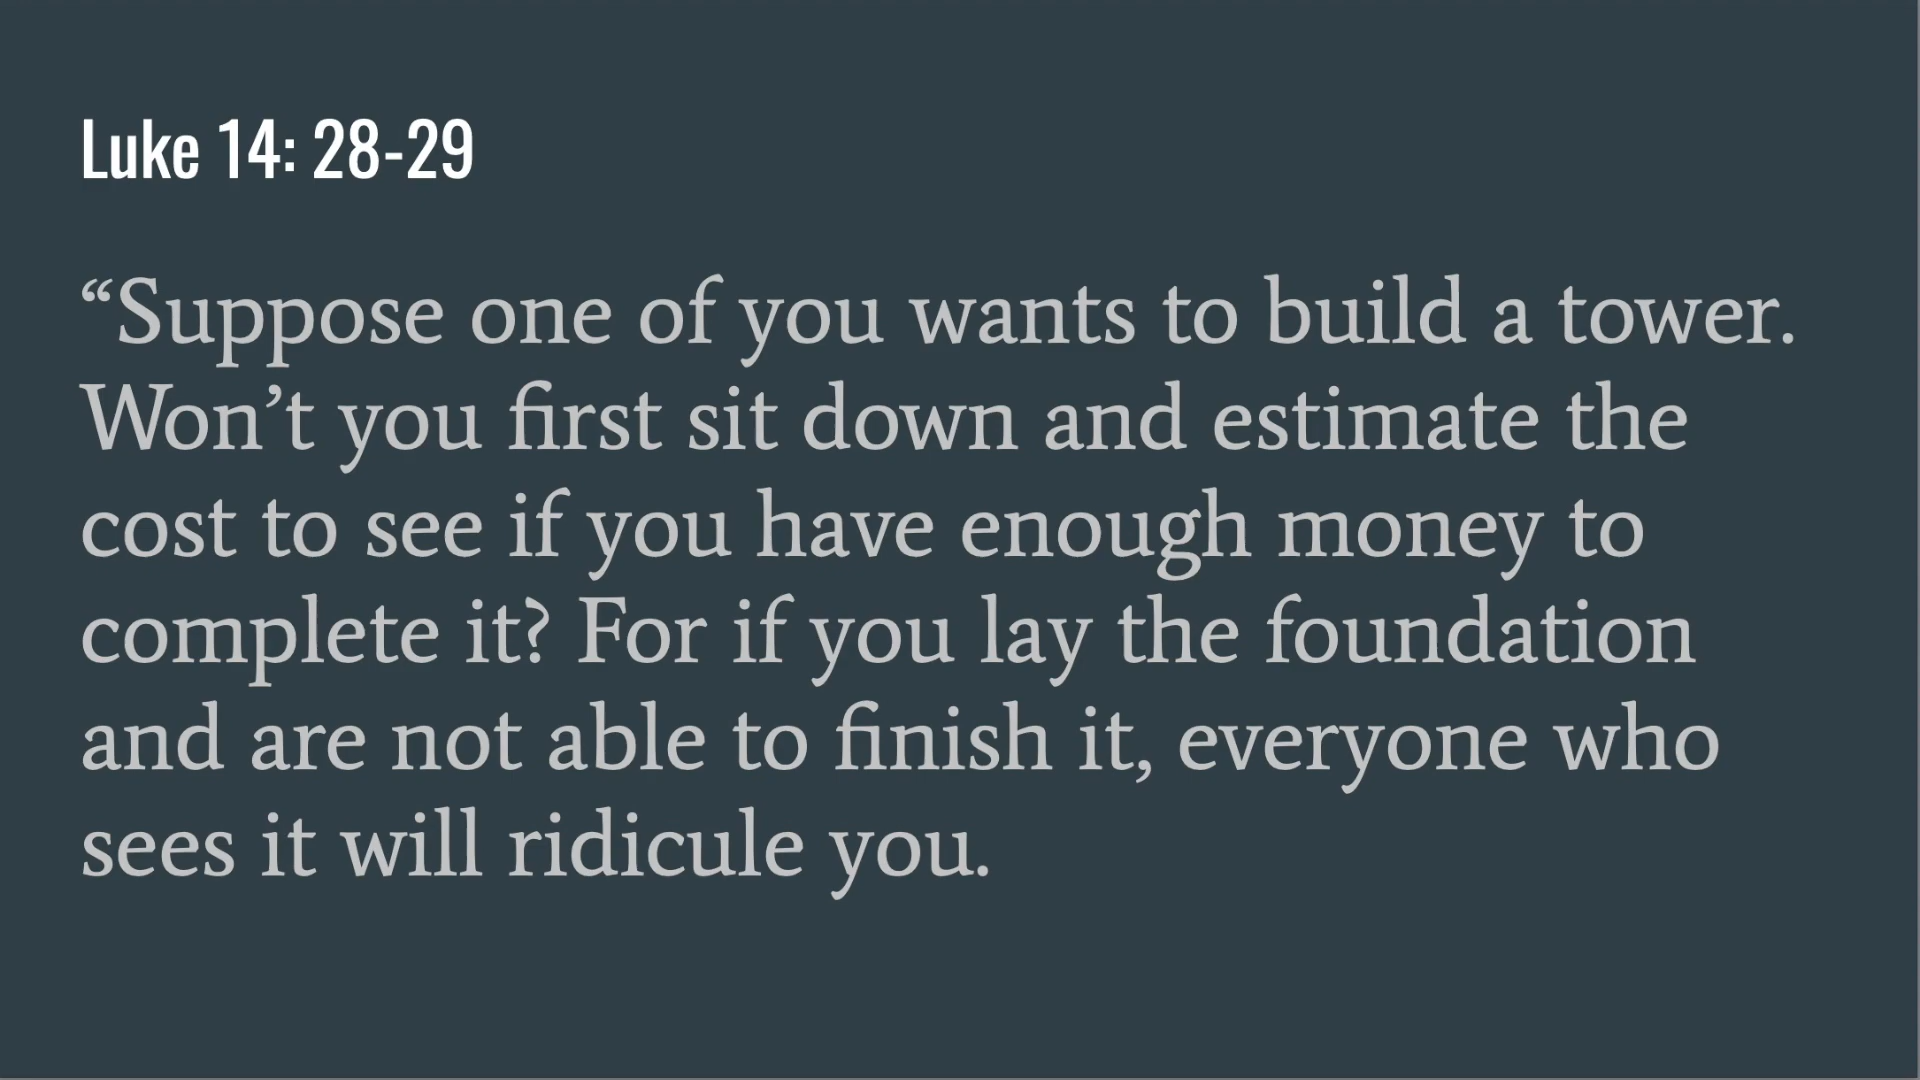 Luke 14: 28-29
“Suppose one of you wants to build a tower.
Won’t you first sit down and estimate the
cost to see if you have enough money to
complete it? For if you lay the foundation
and are not able to finish it, everyone who
sees it will ridicule you.